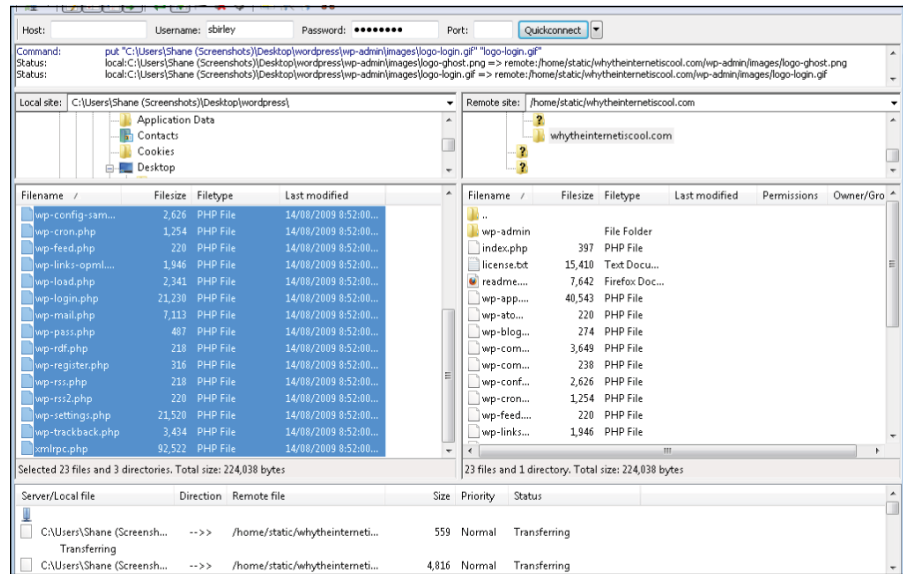 Host: Username: sbirley Password: ●●●●●●●● Port: Quickconnect
Command: put "C:\Users\Shane (Screenshots)\Desktop\wordpress\wp-admin\images\logo-login.gif" "logo-login.gif"
Status: local:C:\Users\Shane (Screenshots)\Desktop\wordpress\wp-admin\images\logo-ghost.png => remote:/home/static/whytheinternetiscool.com/wp-admin/images/logo-ghost.png
Status: local:C:\Users\Shane (Screenshots)\Desktop\wordpress\wp-admin\images\logo-login.gif => remote:/home/static/whytheinternetiscool.com/wp-admin/images/logo-login.gif
Local site: C:\Users\Shane (Screenshots)\Desktop\wordpress\
Application Data
Contacts
Cookies
Desktop
Remote site: /home/static/whytheinternetiscool.com
?
whytheinternetiscool.com
?
?
Filename / Filesize Filetype Last modified
wp-config-sam... 2,626 PHP File 14/08/2009 8:52:00...
wp-cron.php 1,254 PHP File 14/08/2009 8:52:00...
wp-feed.php 220 PHP File 14/08/2009 8:52:00...
wp-links-opml.... 1,946 PHP File 14/08/2009 8:52:00...
wp-load.php 2,341 PHP File 14/08/2009 8:52:00...
wp-login.php 21,230 PHP File 14/08/2009 8:52:00...
wp-mail.php 7,113 PHP File 14/08/2009 8:52:00...
wp-pass.php 487 PHP File 14/08/2009 8:52:00...
wp-rdf.php 218 PHP File 14/08/2009 8:52:00...
wp-register.php 316 PHP File 14/08/2009 8:52:00...
wp-rss.php 218 PHP File 14/08/2009 8:52:00...
wp-rss2.php 220 PHP File 14/08/2009 8:52:00...
wp-settings.php 21,520 PHP File 14/08/2009 8:52:00...
wp-trackback.php 3,434 PHP File 14/08/2009 8:52:00...
xmlrpc.php 92,522 PHP File 14/08/2009 8:52:00...
Selected 23 files and 3 directories. Total size: 224,038 bytes
Filename / Filesize Filetype Last modified Permissions Owner/Gro
..
wp-admin File Folder
index.php 397 PHP File
license.txt 15,410 Text Docu...
readme.... 7,642 Firefox Doc...
wp-app.... 40,543 PHP File
wp-ato... 220 PHP File
wp-blog... 274 PHP File
wp-com... 3,649 PHP File
wp-com... 238 PHP File
wp-conf... 2,626 PHP File
wp-cron... 1,254 PHP File
wp-feed.... 220 PHP File
wp-links... 1,946 PHP File
23 files and 1 directory. Total size: 224,038 bytes
Server/Local file Direction Remote file Size Priority Status
C:\Users\Shane (Screensh... -->> /home/static/whytheinterneti... 559 Normal Transferring
Transferring
C:\Users\Shane (Screensh... -->> /home/static/whytheinterneti... 4,816 Normal Transferring